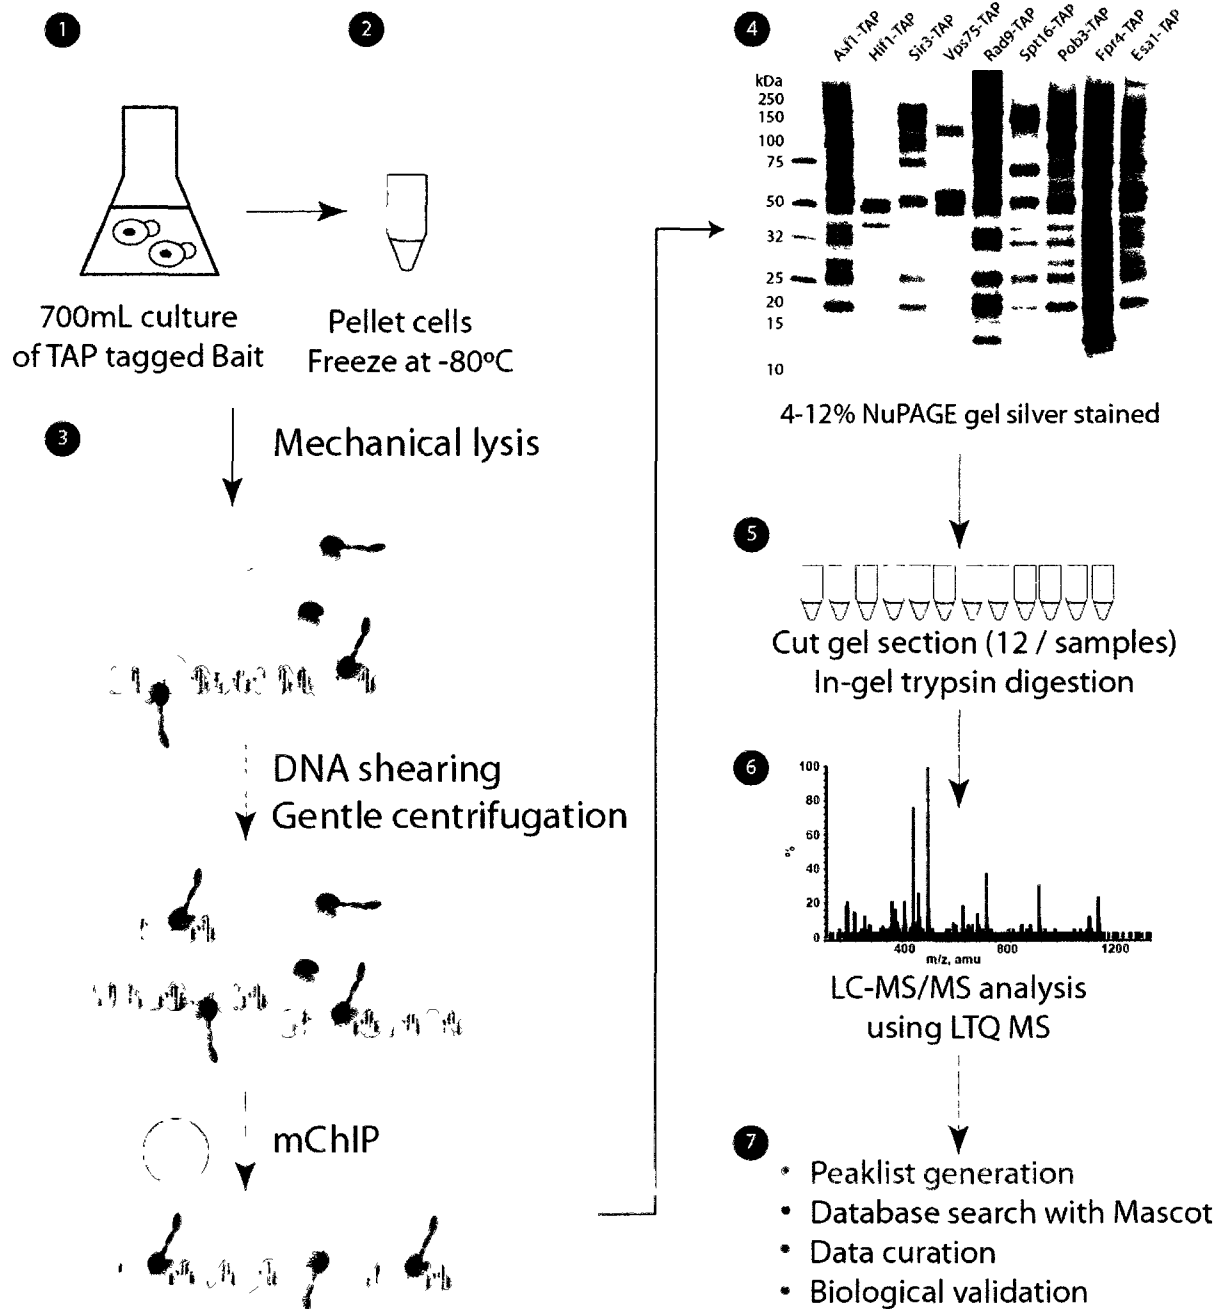 1
2
700mL culture
of TAP tagged Bait
Pellet cells
Freeze at -80ºC
3
Mechanical lysis
DNA shearing
Gentle centrifugation
mChIP
4
Asf1-TAP
Hif1-TAP
Sir3-TAP
Vps75-TAP
Rad9-TAP
Spt16-TAP
Pob3-TAP
Fpr4-TAP
Esa1-TAP
kDa
250
150
100
75
50
32
25
20
15
10
4-12% NuPAGE gel silver stained
5
Cut gel section (12 / samples)
In-gel trypsin digestion
6
100
80
60
40
20
0
%
400 800 1200
m/z, amu
LC-MS/MS analysis
using LTQ MS
7
• Peaklist generation
• Database search with Mascot
• Data curation
• Biological validation